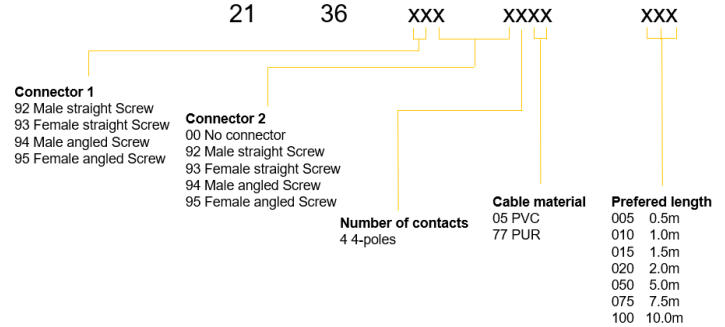 21 36 xxx xxxx xxx
Connector 1
92 Male straight Screw
93 Female straight Screw
94 Male angled Screw
95 Female angled Screw
Connector 2
00 No connector
92 Male straight Screw
93 Female straight Screw
94 Male angled Screw
95 Female angled Screw
Number of contacts
4 4-poles
Cable material
05 PVC
77 PUR
Prefered length
005 0.5m
010 1.0m
015 1.5m
020 2.0m
050 5.0m
075 7.5m
100 10.0m